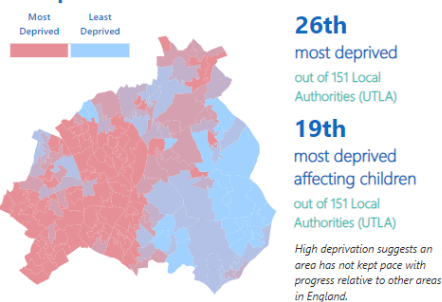 Most
Deprived
Least
Deprived
26th
most deprived
out of 151 Local
Authorities (UTLA)
19th
most deprived
affecting children
out of 151 Local
Authorities (UTLA)
High deprivation suggests an
area has not kept pace with
progress relative to other areas
in England.